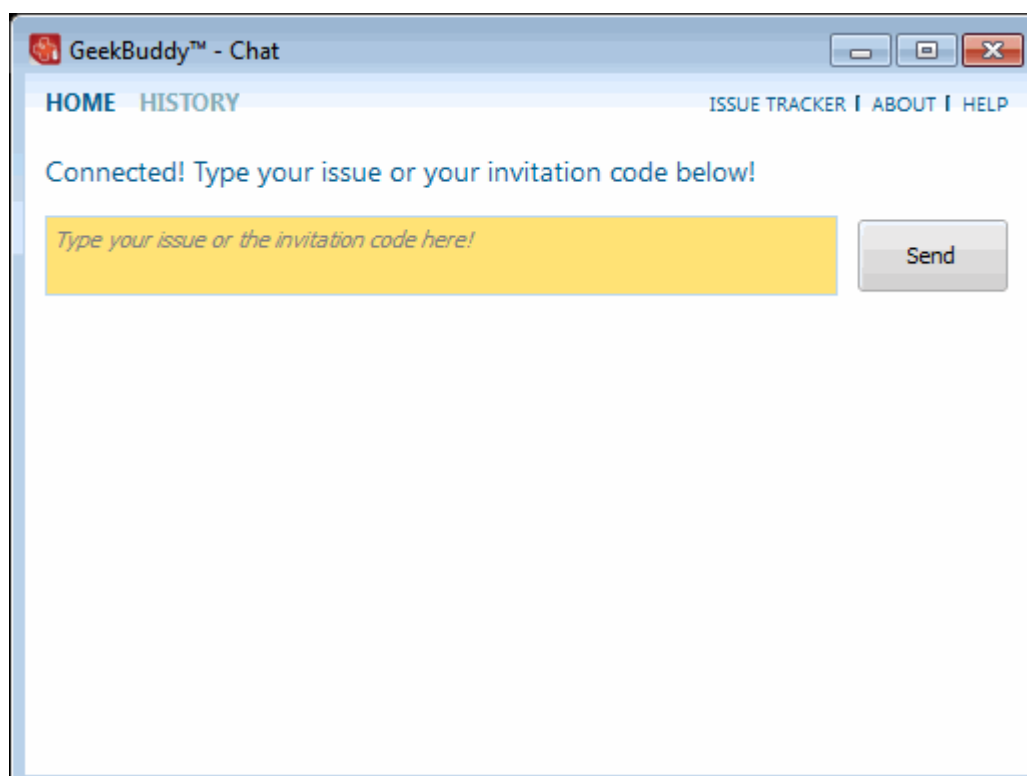 GeekBuddy™ - Chat
HOME HISTORY ISSUE TRACKER | ABOUT | HELP
Connected! Type your issue or your invitation code below!
Type your issue or the invitation code here!
Send